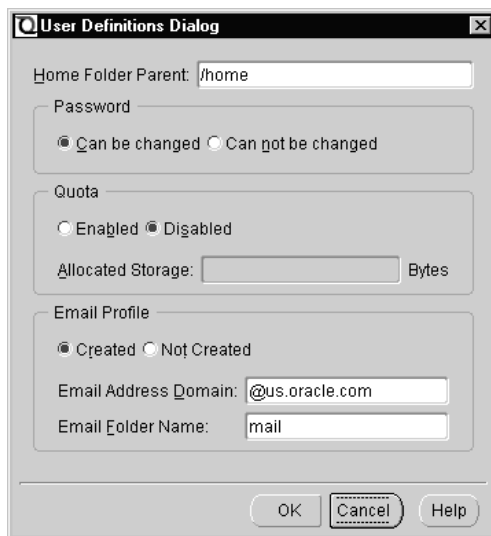 User Definitions Dialog
Home Folder Parent: /home
Password
Can be changed Can not be changed
Quota
Enabled Disabled
Allocated Storage: Bytes
Email Profile
Created Not Created
Email Address Domain: @us.oracle.com
Email Folder Name: mail
OK Cancel Help